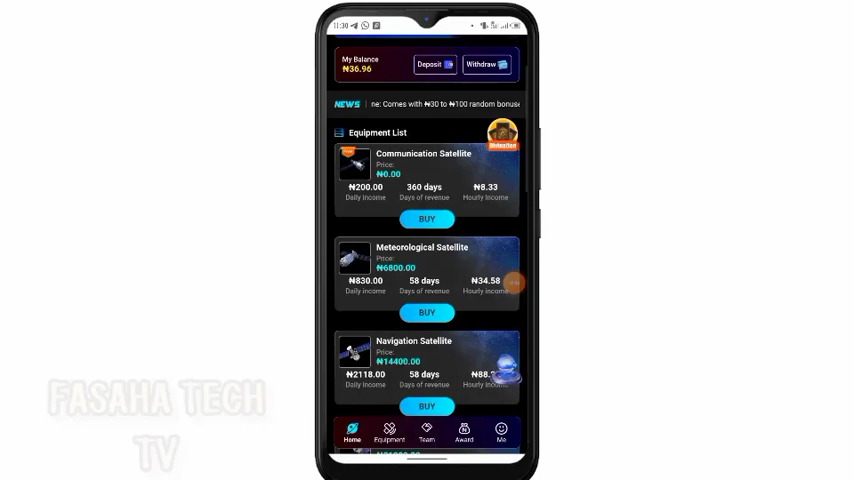 11:30
My Balance
₦36.96
Deposit
Withdraw
NEWS
ne: Comes with ₦30 to ₦100 random bonuse
Equipment List
Divination
Communication Satellite
Price:
₦0.00
₦200.00 360 days ₦8.33
Daily income Days of revenue Hourly Income
BUY
Meteorological Satellite
Price:
₦6800.00
₦830.00 58 days ₦34.58
Daily income Days of revenue Hourly income
BUY
Navigation Satellite
Price:
₦14400.00
₦2118.00 58 days ₦88.
Daily income Days of revenue Hourly
BUY
Home Equipment Team Award Me
FASAHA TECH
TV